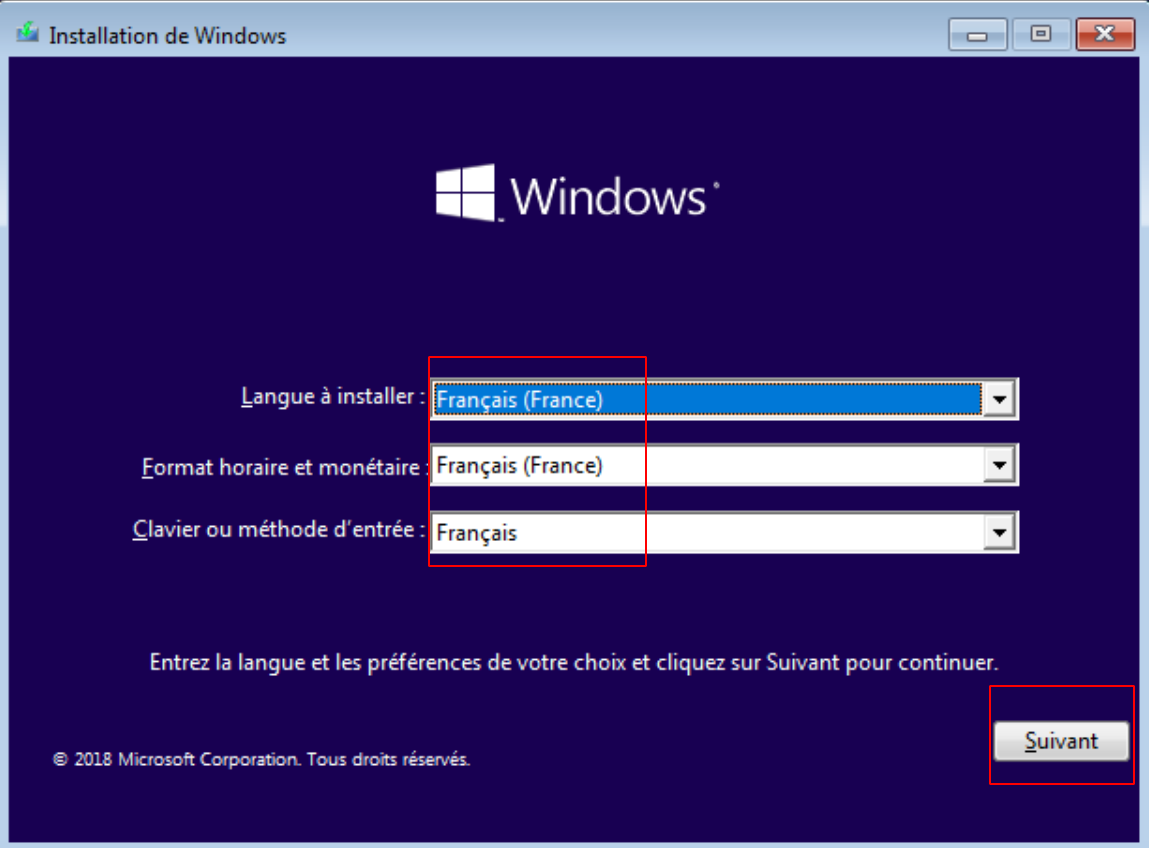 Installation de Windows
Windows
Langue à installer : Français (France)
Format horaire et monétaire : Français (France)
Clavier ou méthode d'entrée : Français
Entrez la langue et les préférences de votre choix et cliquez sur Suivant pour continuer.
Suivant
© 2018 Microsoft Corporation. Tous droits réservés.